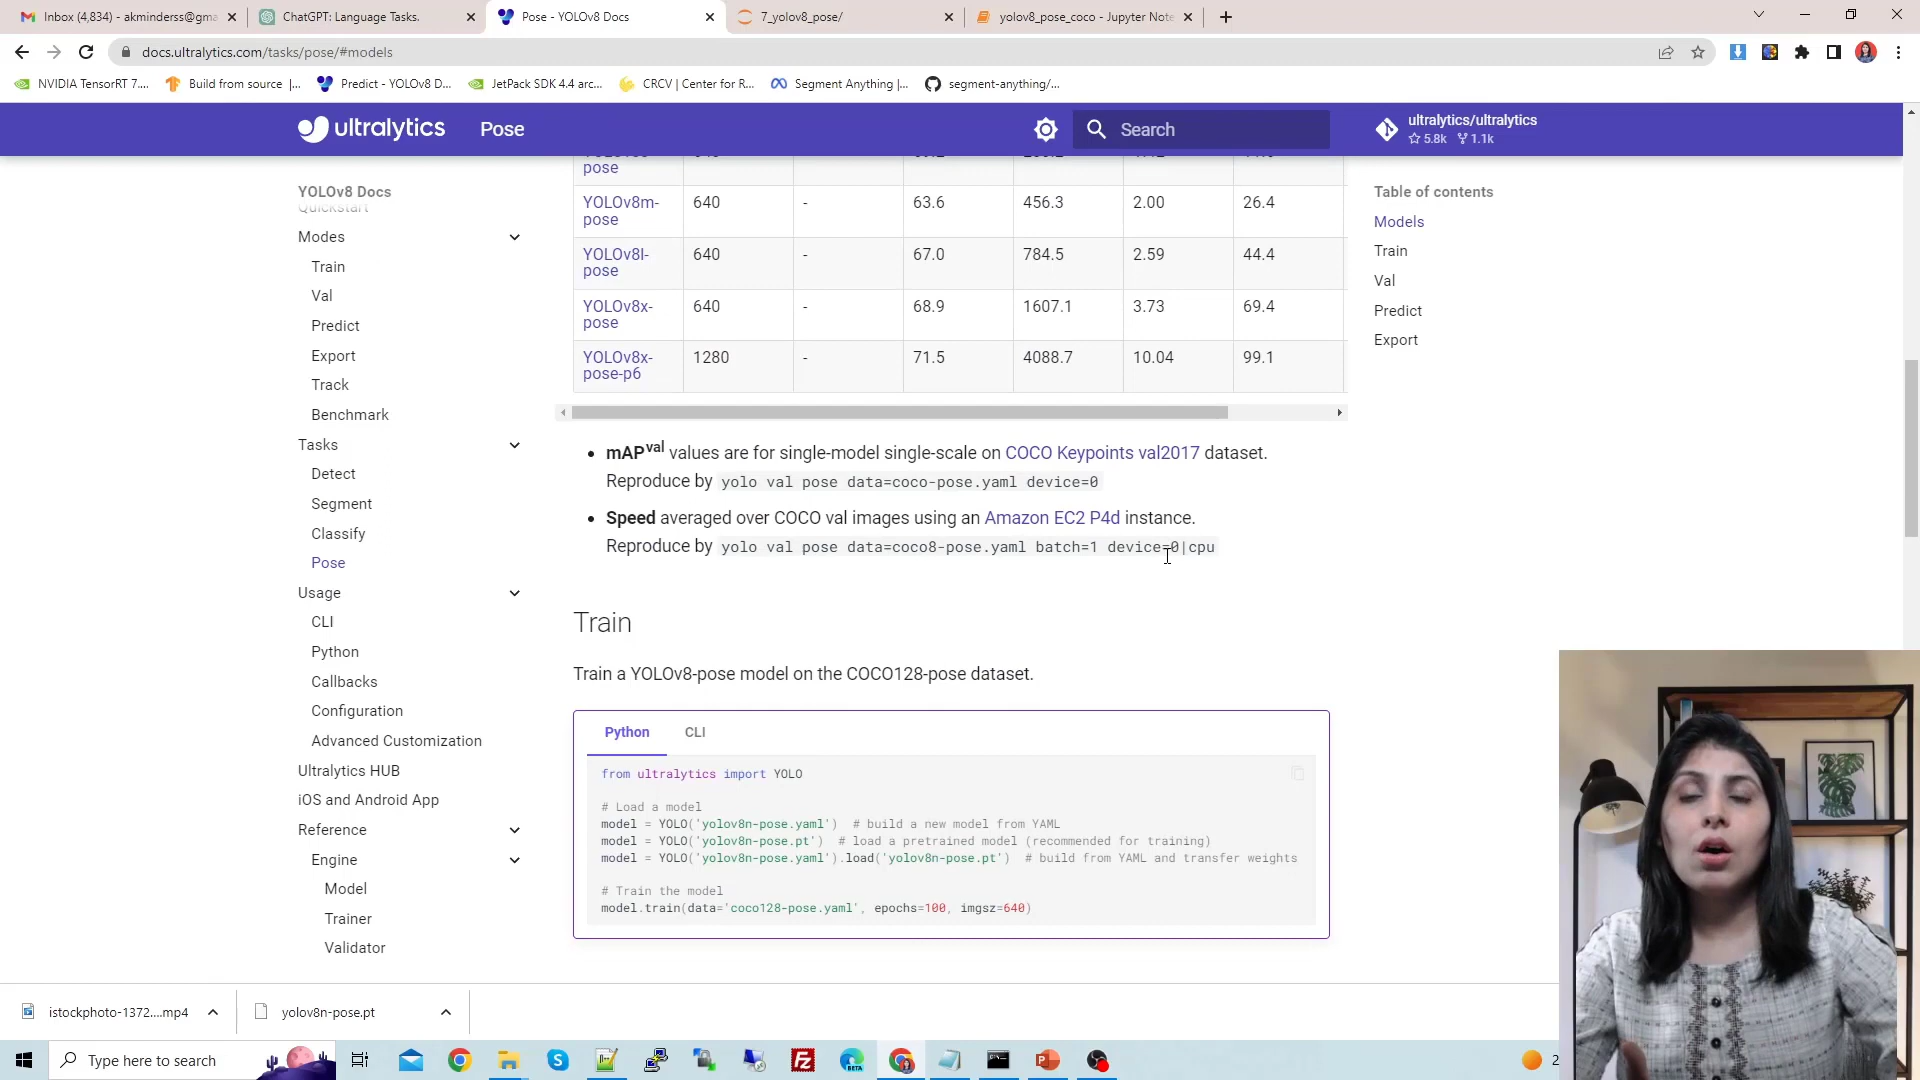 Inbox (4,834) - akminderss@gma
ChatGPT: Language Tasks.
Pose - YOLOv8 Docs
7_yolov8_pose/
yolov8_pose_coco - Jupyter Note
docs.ultralytics.com/tasks/pose/#models
NVIDIA TensorRT 7....
Build from source |...
Predict - YOLOv8 D...
JetPack SDK 4.4 arc...
CRCV | Center for R...
Segment Anything |...
segment-anything/...
ultralytics
Pose
Search
ultralytics/ultralytics
5.8k 1.1k
YOLOv8 Docs
Quickstart
Modes
Train
Val
Predict
Export
Track
Benchmark
Tasks
Detect
Segment
Classify
Pose
Usage
CLI
Python
Callbacks
Configuration
Advanced Customization
Ultralytics HUB
iOS and Android App
Reference
Engine
Model
Trainer
Validator
pose
YOLOv8m-pose 640 - 63.6 456.3 2.00 26.4
YOLOv8l-pose 640 - 67.0 784.5 2.59 44.4
YOLOv8x-pose 640 - 68.9 1607.1 3.73 69.4
YOLOv8x-pose-p6 1280 - 71.5 4088.7 10.04 99.1
mAPval values are for single-model single-scale on COCO Keypoints val2017 dataset.
Reproduce by yolo val pose data=coco-pose.yaml device=0
Speed averaged over COCO val images using an Amazon EC2 P4d instance.
Reproduce by yolo val pose data=coco8-pose.yaml batch=1 device=0|cpu
Train
Train a YOLOv8-pose model on the COCO128-pose dataset.
Python CLI
from ultralytics import YOLO
# Load a model
model = YOLO('yolov8n-pose.yaml')  # build a new model from YAML
model = YOLO('yolov8n-pose.pt')  # load a pretrained model (recommended for training)
model = YOLO('yolov8n-pose.yaml').load('yolov8n-pose.pt')  # build from YAML and transfer weights
# Train the model
model.train(data='coco128-pose.yaml', epochs=100, imgsz=640)
Table of contents
Models
Train
Val
Predict
Export
istockphoto-1372....mp4
yolov8n-pose.pt
Type here to search
2